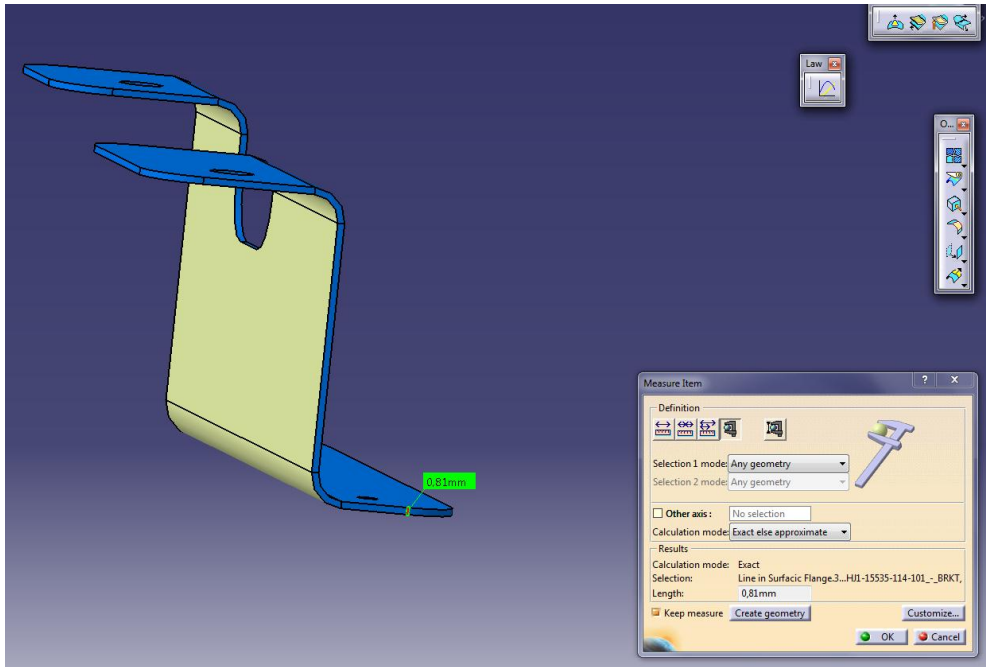 Law
O...
0,81mm
Measure Item
Definition
Selection 1 mode: Any geometry
Selection 2 mode: Any geometry
Other axis : No selection
Calculation mode: Exact else approximate
Results
Calculation mode: Exact
Selection: Line in Surfacic Flange.3...HJ1-15535-114-101_-_BRKT,
Length: 0,81mm
Keep measure Create geometry Customize...
OK Cancel